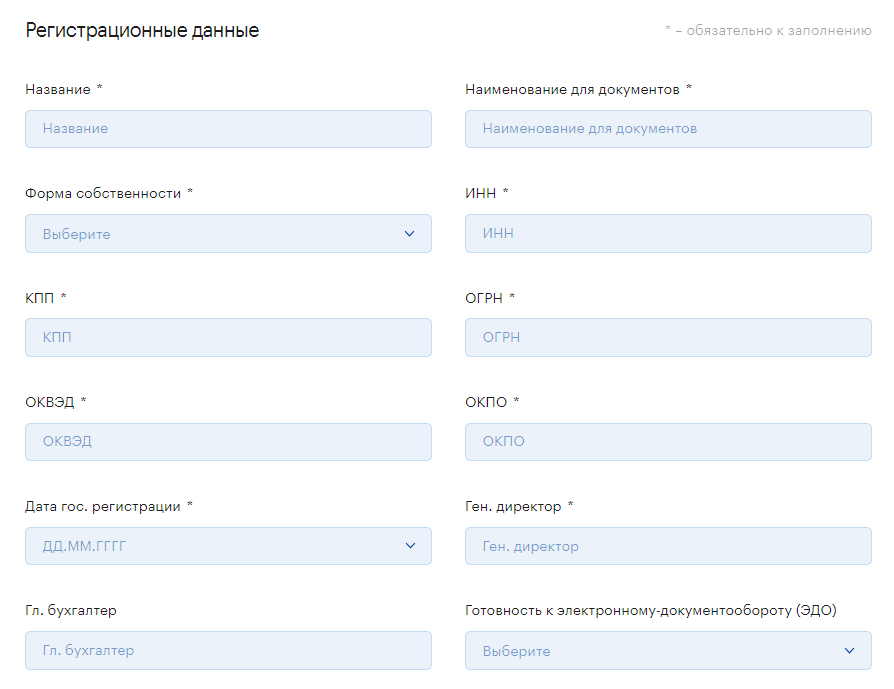 Регистрационные данные
* – обязательно к заполнению
Название *
Наименование для документов *
Название
Наименование для документов
Форма собственности *
ИНН *
Выберите
ИНН
КПП *
ОГРН *
КПП
ОГРН
ОКВЭД *
ОКПО *
ОКВЭД
ОКПО
Дата гос. регистрации *
Ген. директор *
ДД.ММ.ГГГГ
Ген. директор
Гл. бухгалтер
Готовность к электронному-документообороту (ЭДО)
Гл. бухгалтер
Выберите